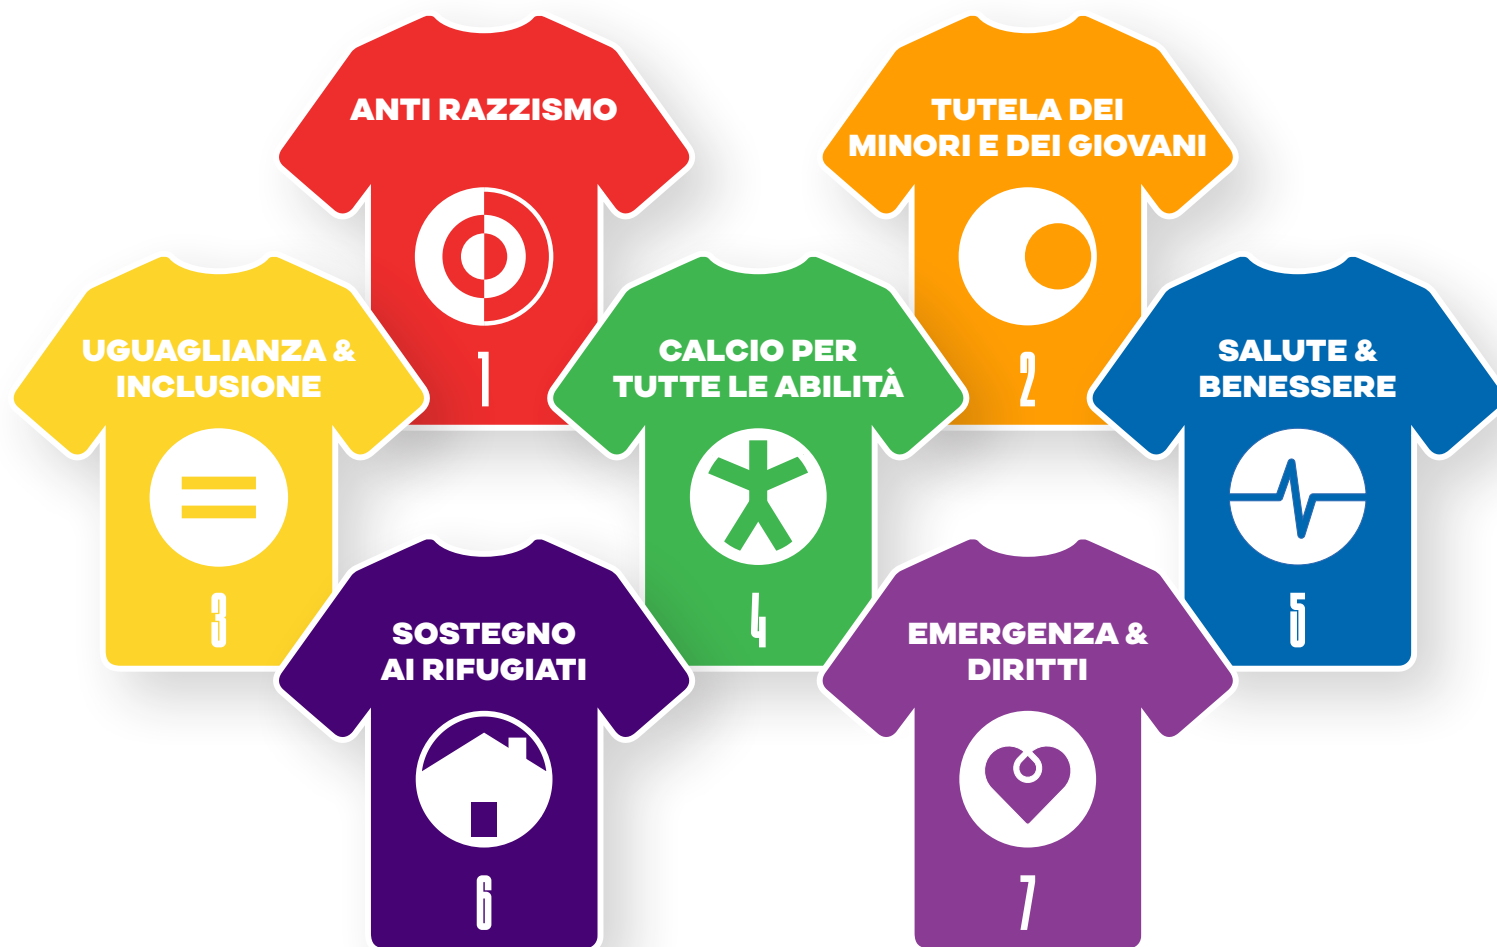 ANTI RAZZISMO
1
TUTELA DEI
MINORI E DEI GIOVANI
2
UGUAGLIANZA &
INCLUSIONE
3
CALCIO PER
TUTTE LE ABILITÀ
4
SALUTE &
BENESSERE
5
SOSTEGNO
AI RIFUGIATI
6
EMERGENZA &
DIRITTI
7